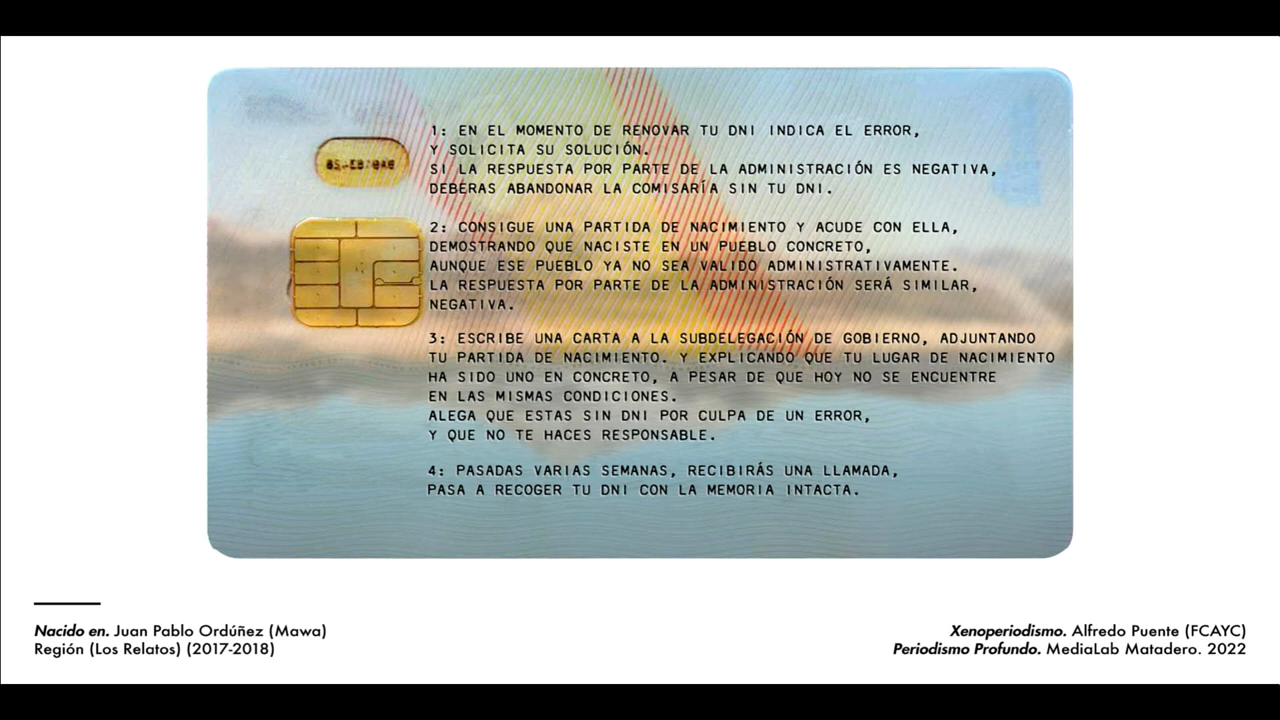 1: EN EL MOMENTO DE RENOVAR TU DNI INDICA EL ERROR,
Y SOLICITA SU SOLUCIÓN.
SI LA RESPUESTA POR PARTE DE LA ADMINISTRACIÓN ES NEGATIVA,
DEBERAS ABANDONAR LA COMISARÍA SIN TU DNI.
2: CONSIGUE UNA PARTIDA DE NACIMIENTO Y ACUDE CON ELLA,
DEMOSTRANDO QUE NACISTE EN UN PUEBLO CONCRETO,
AUNQUE ESE PUEBLO YA NO SEA VALIDO ADMINISTRATIVAMENTE.
LA RESPUESTA POR PARTE DE LA ADMINISTRACIÓN SERÁ SIMILAR,
NEGATIVA.
3: ESCRIBE UNA CARTA A LA SUBDELEGACIÓN DE GOBIERNO, ADJUNTANDO
TU PARTIDA DE NACIMIENTO. Y EXPLICANDO QUE TU LUGAR DE NACIMIENTO
HA SIDO UNO EN CONCRETO, A PESAR DE QUE HOY NO SE ENCUENTRE
EN LAS MISMAS CONDICIONES.
ALEGA QUE ESTAS SIN DNI POR CULPA DE UN ERROR,
Y QUE NO TE HACES RESPONSABLE.
4: PASADAS VARIAS SEMANAS, RECIBIRÁS UNA LLAMADA,
PASA A RECOGER TU DNI CON LA MEMORIA INTACTA.
Nacido en. Juan Pablo Ordúñez (Mawa)
Región (Los Relatos) (2017-2018)
Xenoperiodismo. Alfredo Puente (FCAYC)
Periodismo Profundo. MediaLab Matadero. 2022